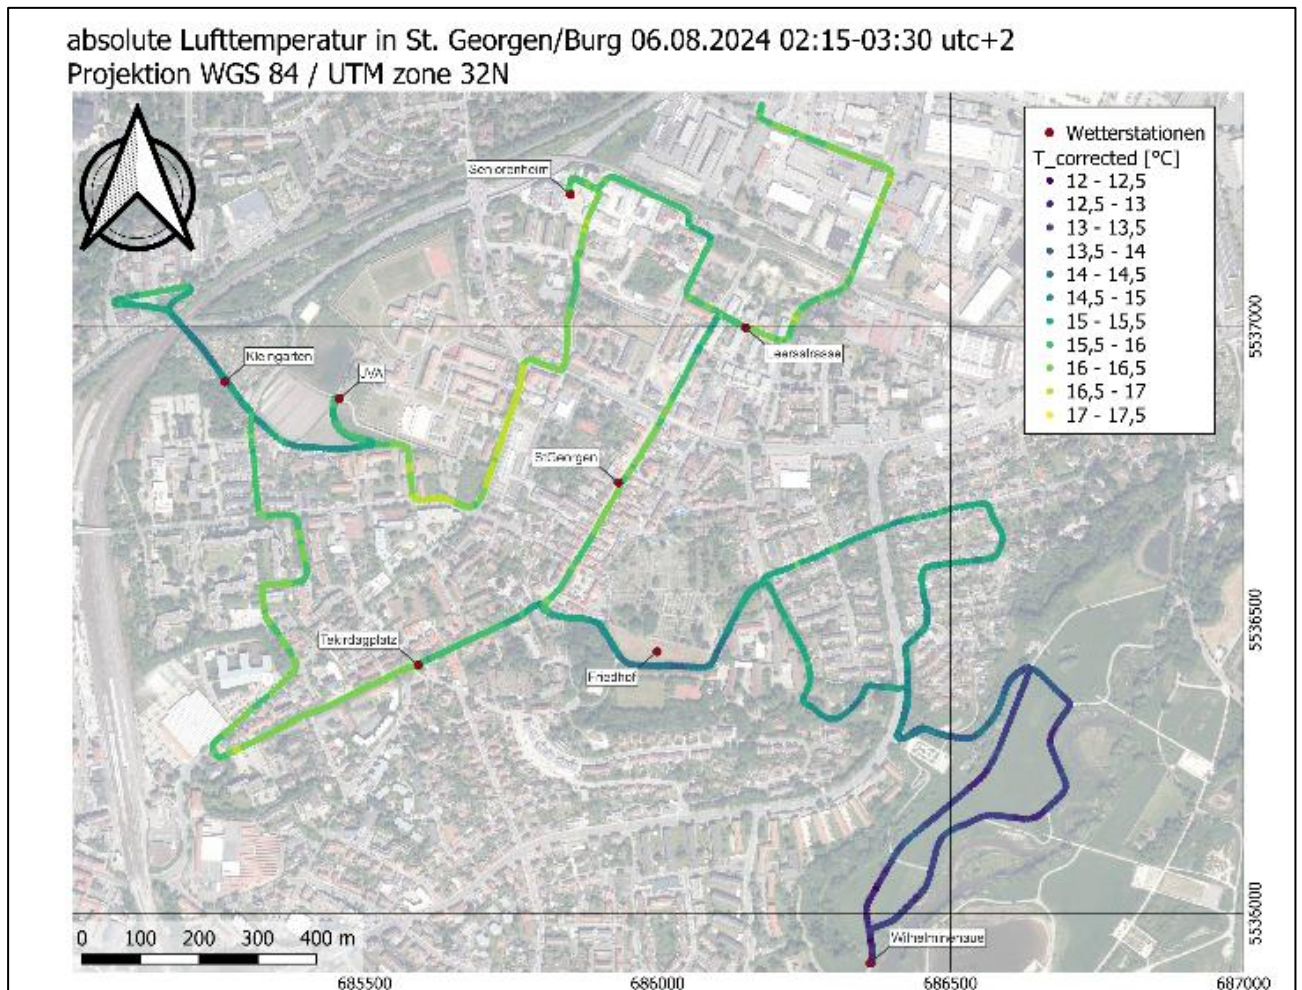 absolute Lufttemperatur in St. Georgen/Burg 06.08.2024 02:15-03:30 utc+2
Projektion WGS 84 / UTM zone 32N
Wetterstationen
T_corrected [°C]
12 - 12,5
12,5 - 13
13 - 13,5
13,5 - 14
14 - 14,5
14,5 - 15
15 - 15,5
15,5 - 16
16 - 16,5
16,5 - 17
17 - 17,5
Seniorenheim
Leersstrasse
Kleingarten
JVA
StGeorgen
Tekirdagplatz
Friedhof
Wilhelminenaue
5537000
5536500
5536000
0 100 200 300 400 m
685500 686000 686500 687000